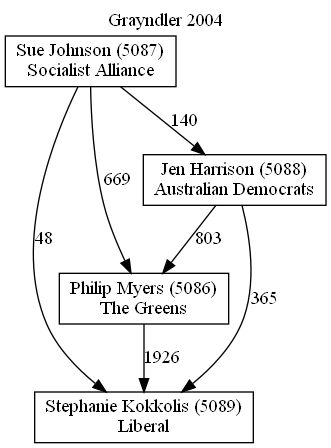 Grayndler 2004
Sue Johnson (5087)
Socialist Alliance
140
Jen Harrison (5088)
Australian Democrats
669
48
803
365
Philip Myers (5086)
The Greens
1926
Stephanie Kokkolis (5089)
Liberal